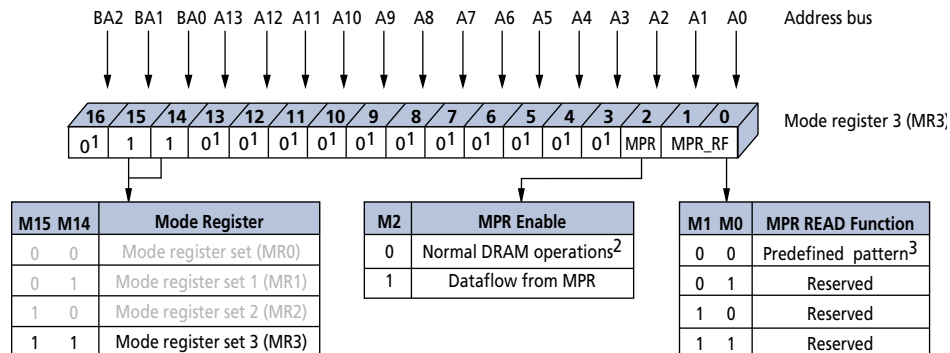 BA2 BA1 BA0 A13 A12 A11 A10 A9 A8 A7 A6 A5 A4 A3 A2 A1 A0 Address bus
16 15 14 13 12 11 10 9 8 7 6 5 4 3 2 1 0
Mode register 3 (MR3)
0¹ 1 1 0¹ 0¹ 0¹ 0¹ 0¹ 0¹ 0¹ 0¹ 0¹ 0¹ 0¹ MPR MPR_RF
M15 M14 Mode Register
0 0 Mode register set (MR0)
0 1 Mode register set 1 (MR1)
1 0 Mode register set 2 (MR2)
1 1 Mode register set 3 (MR3)
M2 MPR Enable
0 Normal DRAM operations²
1 Dataflow from MPR
M1 M0 MPR READ Function
0 0 Predefined pattern³
0 1 Reserved
1 0 Reserved
1 1 Reserved